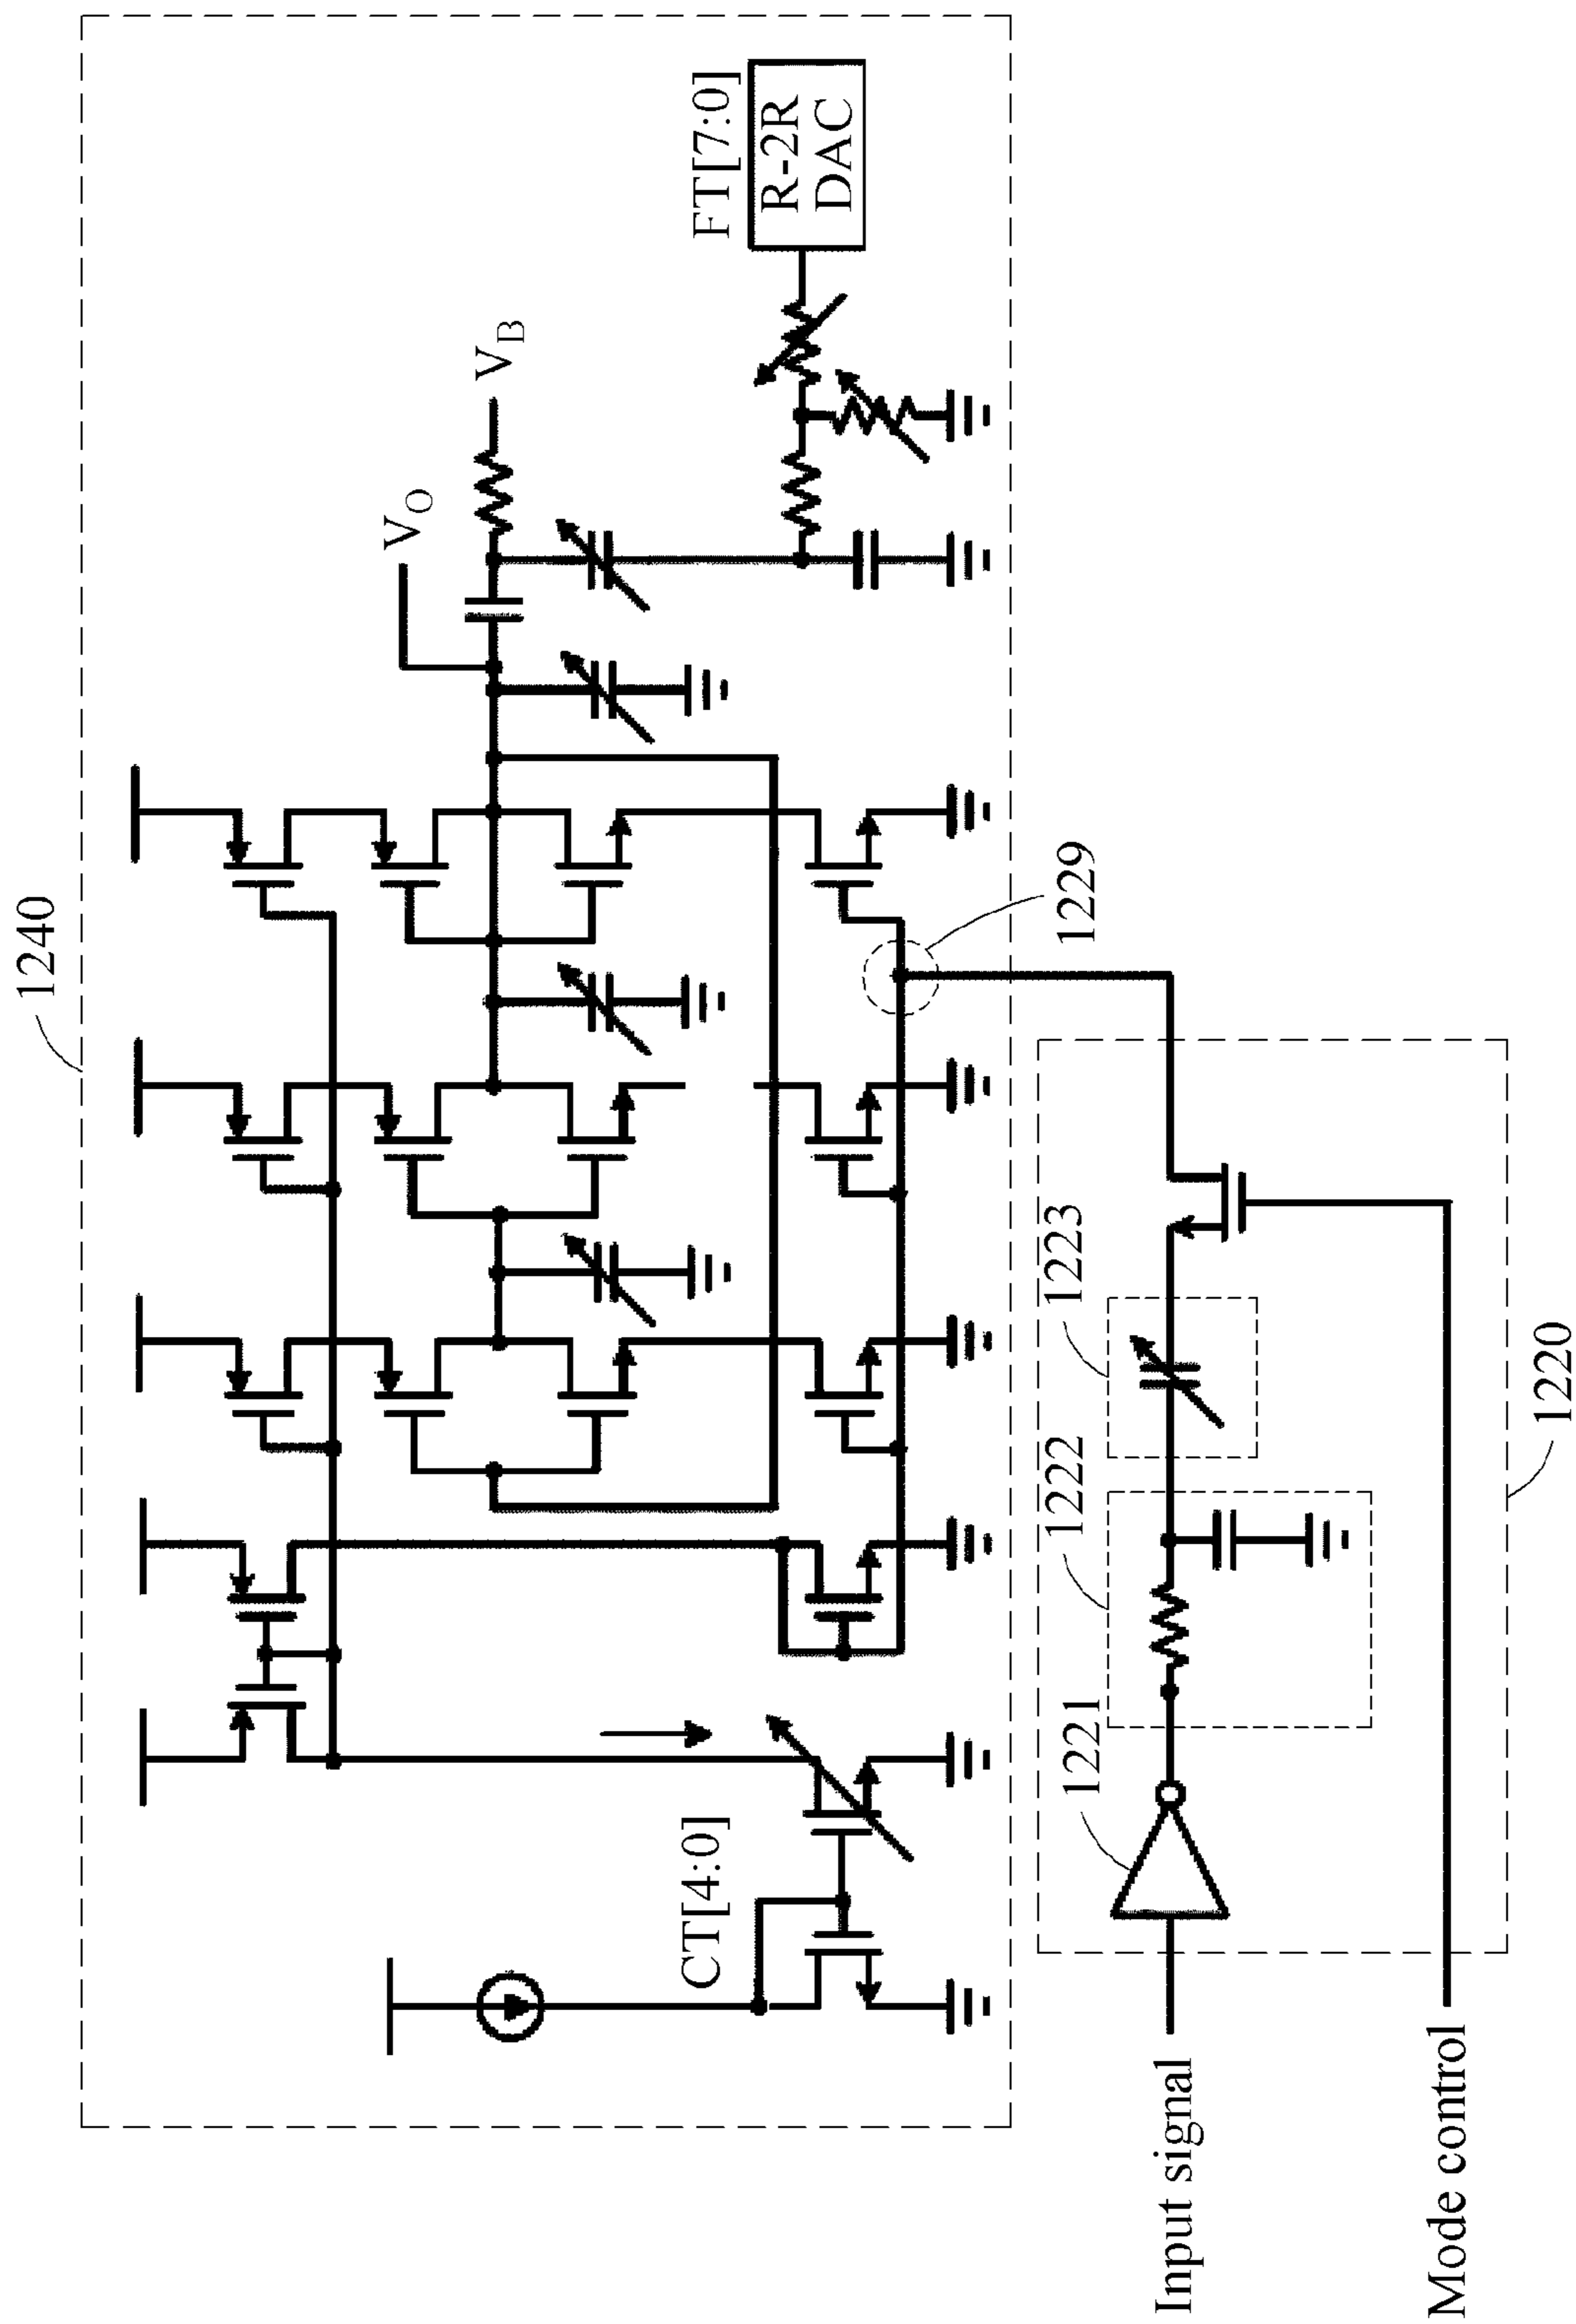 1240
V_O
V_B
FT[7:0]
R-2R
DAC
CT[4:0]
1229
1221
1222
1223
Input signal
1220
Mode control